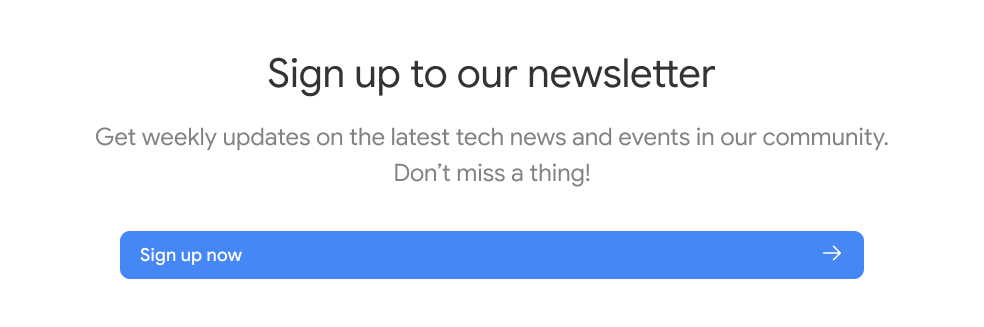 Sign up to our newsletter
Get weekly updates on the latest tech news and events in our community.
Don’t miss a thing!
Sign up now